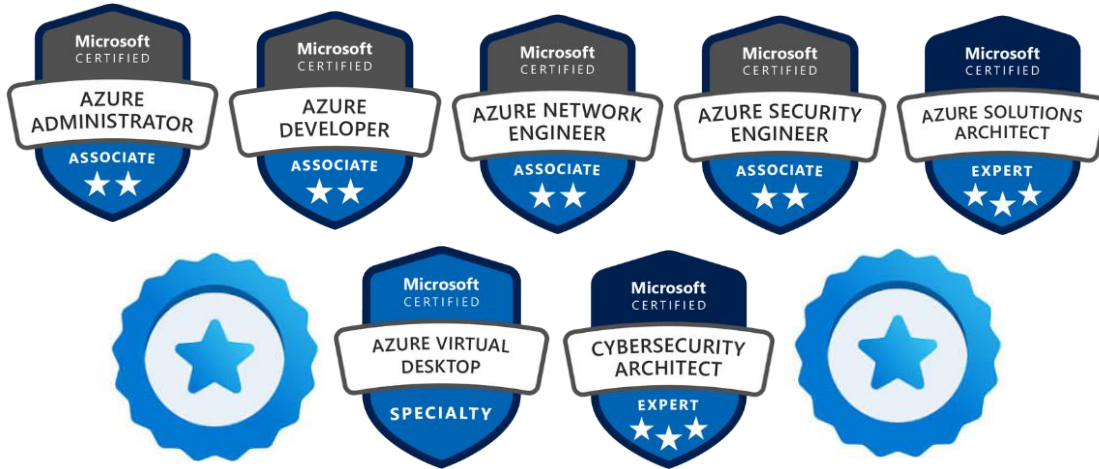 Microsoft
CERTIFIED
AZURE
ADMINISTRATOR
ASSOCIATE
Microsoft
CERTIFIED
AZURE
DEVELOPER
ASSOCIATE
Microsoft
CERTIFIED
AZURE NETWORK
ENGINEER
ASSOCIATE
Microsoft
CERTIFIED
AZURE SECURITY
ENGINEER
ASSOCIATE
Microsoft
CERTIFIED
AZURE SOLUTIONS
ARCHITECT
EXPERT
Microsoft
CERTIFIED
AZURE VIRTUAL
DESKTOP
SPECIALTY
Microsoft
CERTIFIED
CYBERSECURITY
ARCHITECT
EXPERT